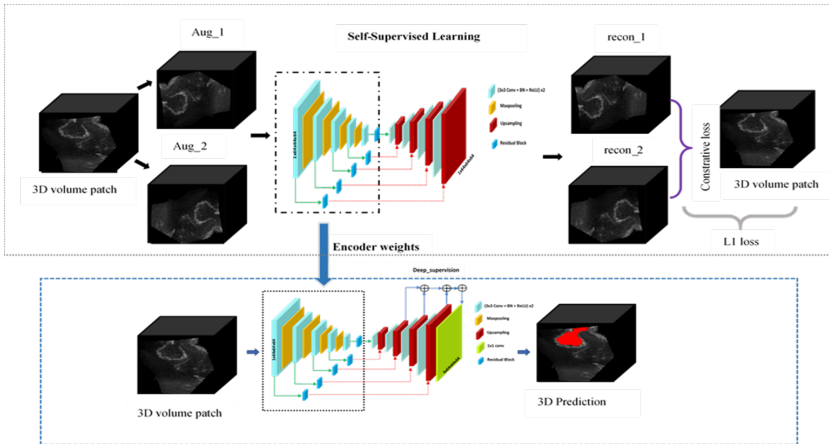 Aug_1
Self-Supervised Learning
recon_1
(3x3 Conv + BN + ReLU) x2
Maxpooling
Upsampling
Residual Block
Aug_2
recon_2
Constrative loss
3D volume patch
3D volume patch
L1 loss
Encoder weights
Deep_supervision
(3x3 Conv + BN + ReLU) x2
Maxpooling
Upsampling
1x1 conv
Residual Block
3D volume patch
3D Prediction